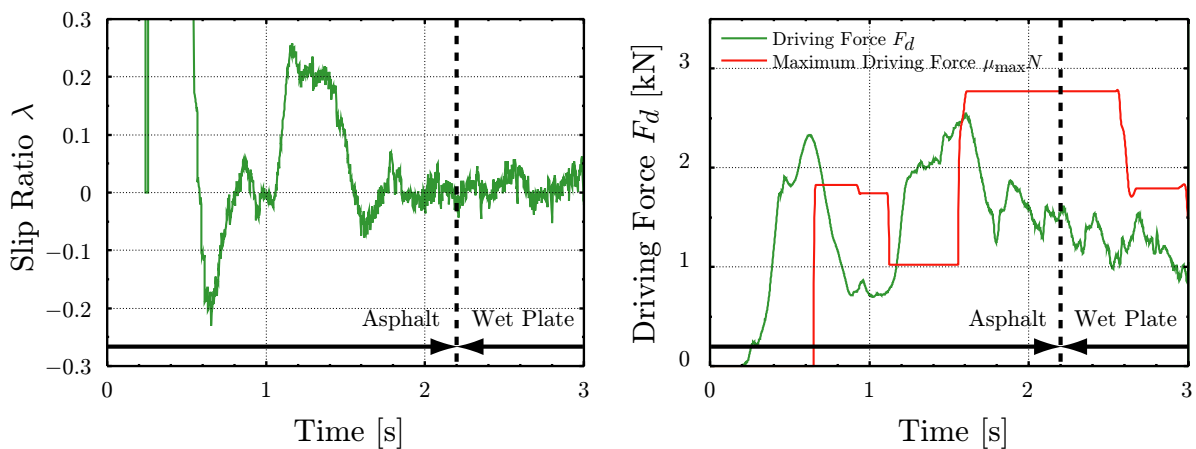 0.3
0.2
0.1
0
−0.1
−0.2
−0.3
Slip Ratio λ
Asphalt
Wet Plate
0
1
2
3
Time [s]
3
2
1
0
Driving Force F_d [kN]
Driving Force F_d
Maximum Driving Force μ_max N
Asphalt
Wet Plate
0
1
2
3
Time [s]